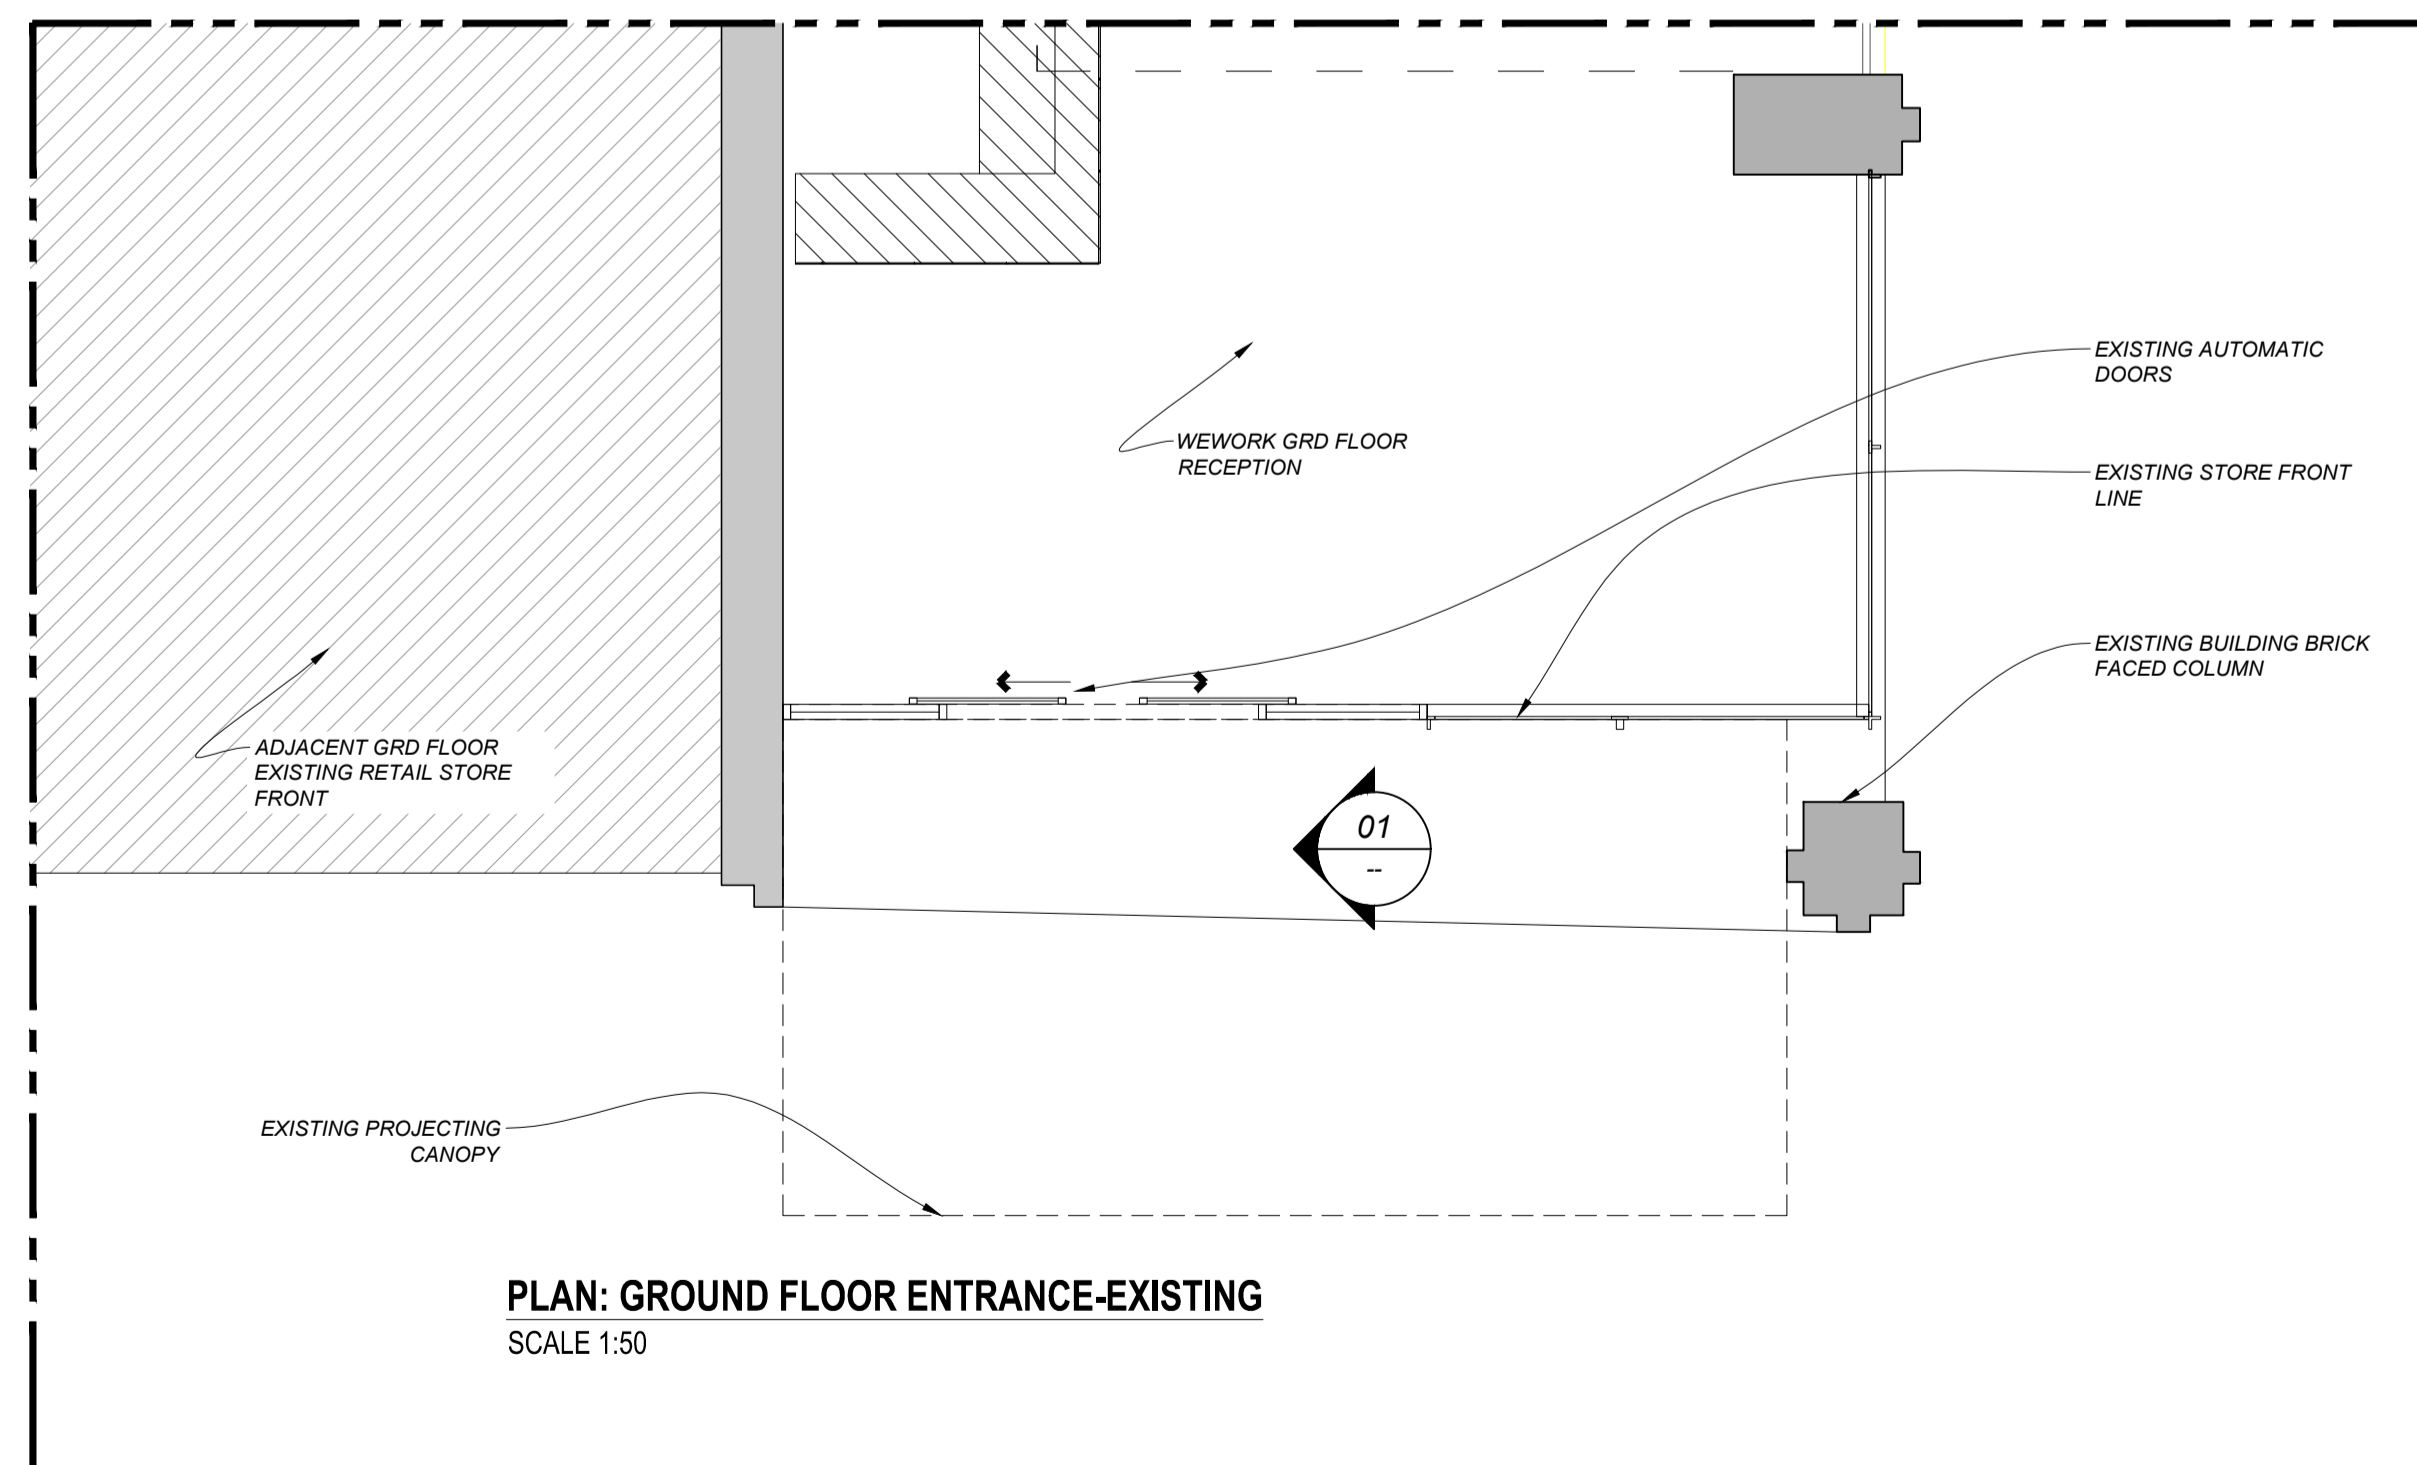 EXISTING AUTOMATIC
DOORS
WEWORK GRD FLOOR
RECEPTION
EXISTING STORE FRONT
LINE
EXISTING BUILDING BRICK
FACED COLUMN
ADJACENT GRD FLOOR
EXISTING RETAIL STORE
FRONT
01
--
EXISTING PROJECTING
CANOPY
PLAN: GROUND FLOOR ENTRANCE-EXISTING
SCALE 1:50